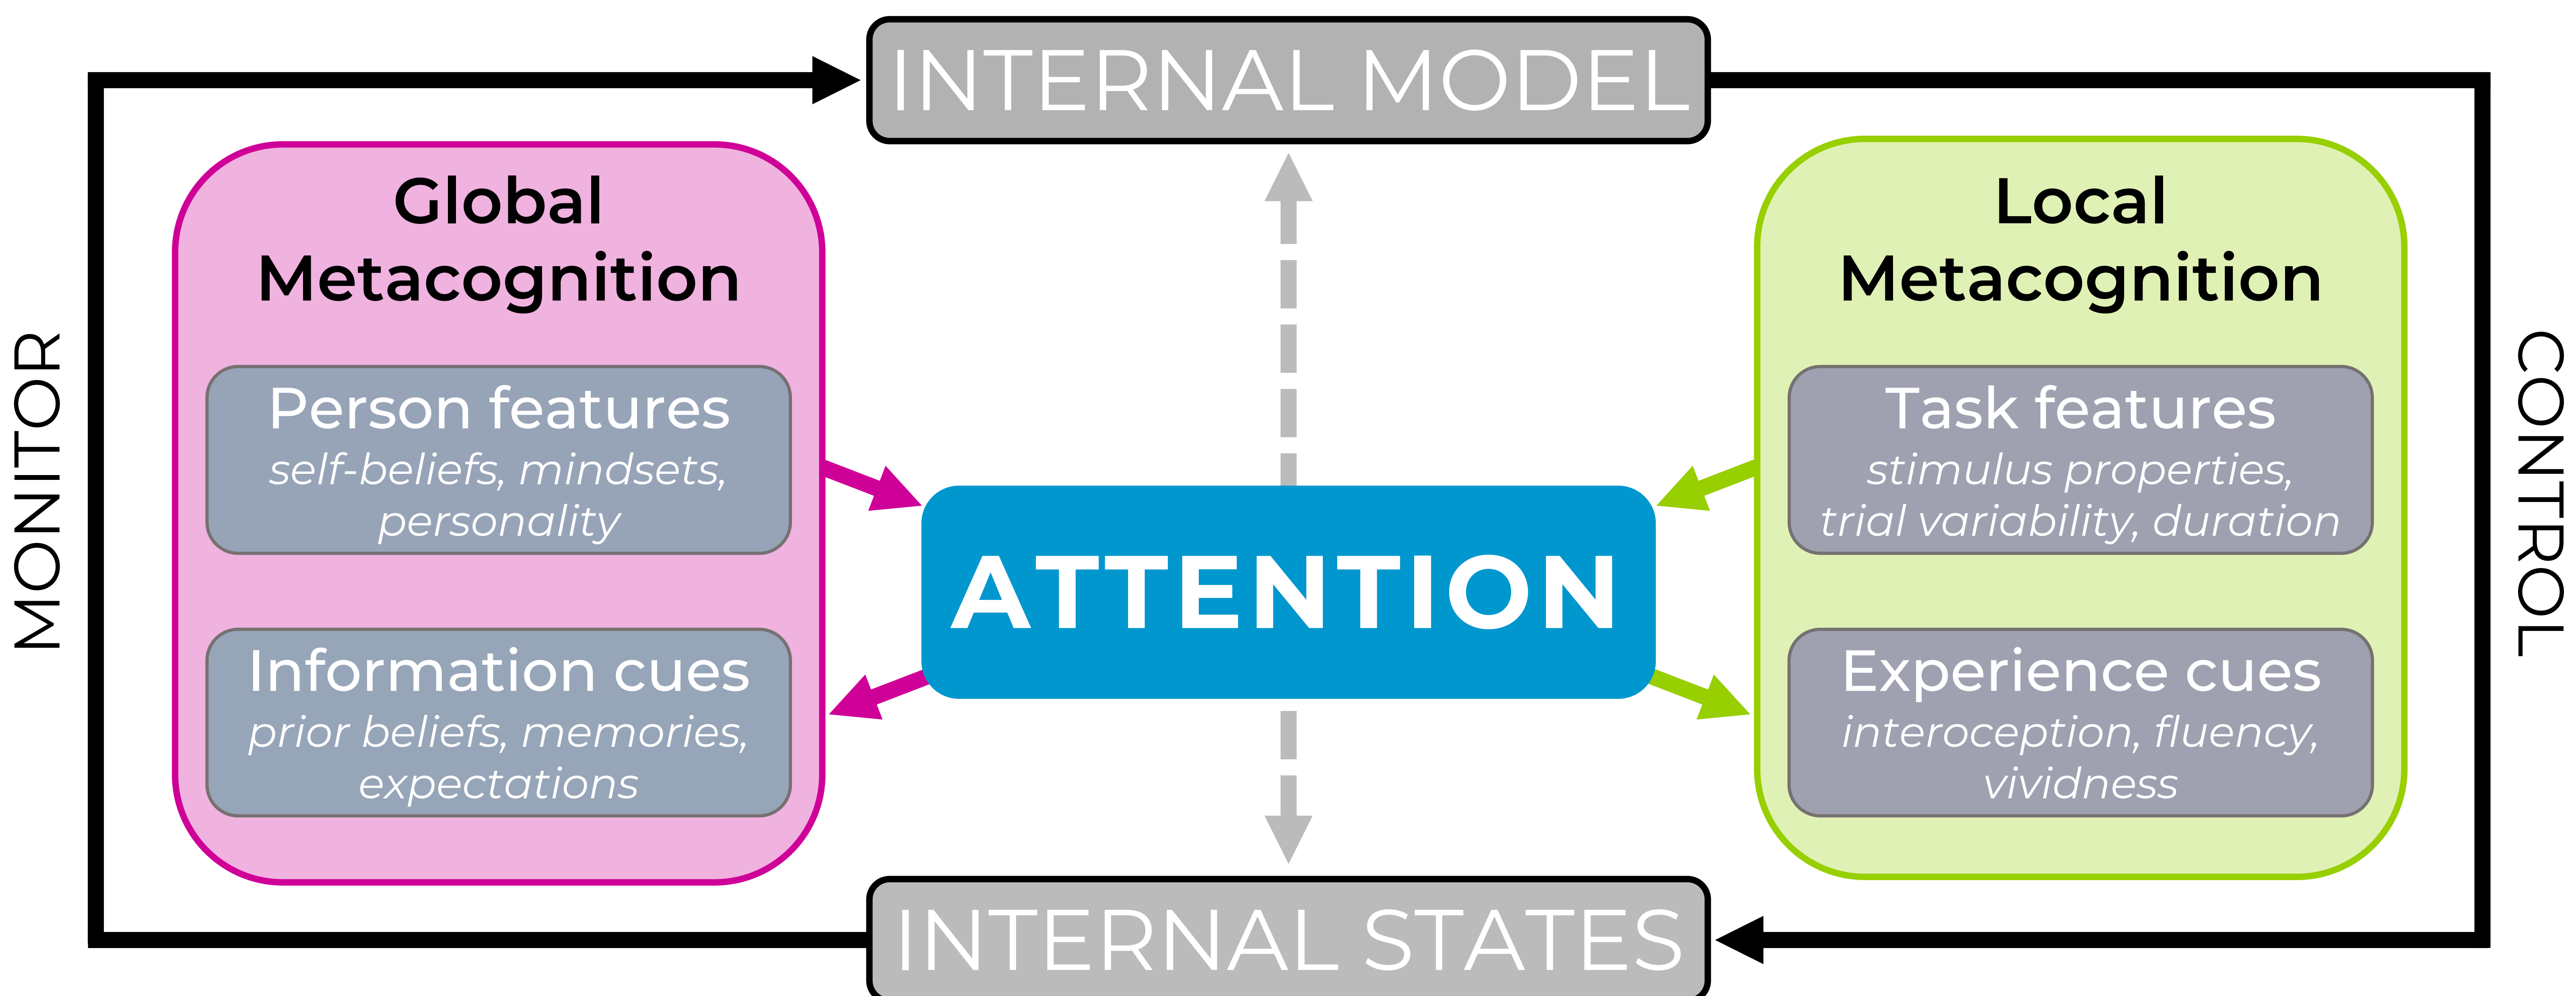 INTERNAL MODEL
MONITOR
Global
Metacognition
Person features
self-beliefs, mindsets,
personality
Information cues
prior beliefs, memories,
expectations
ATTENTION
Local
Metacognition
Task features
stimulus properties,
trial variability, duration
Experience cues
interoception, fluency,
vividness
CONTROL
INTERNAL STATES